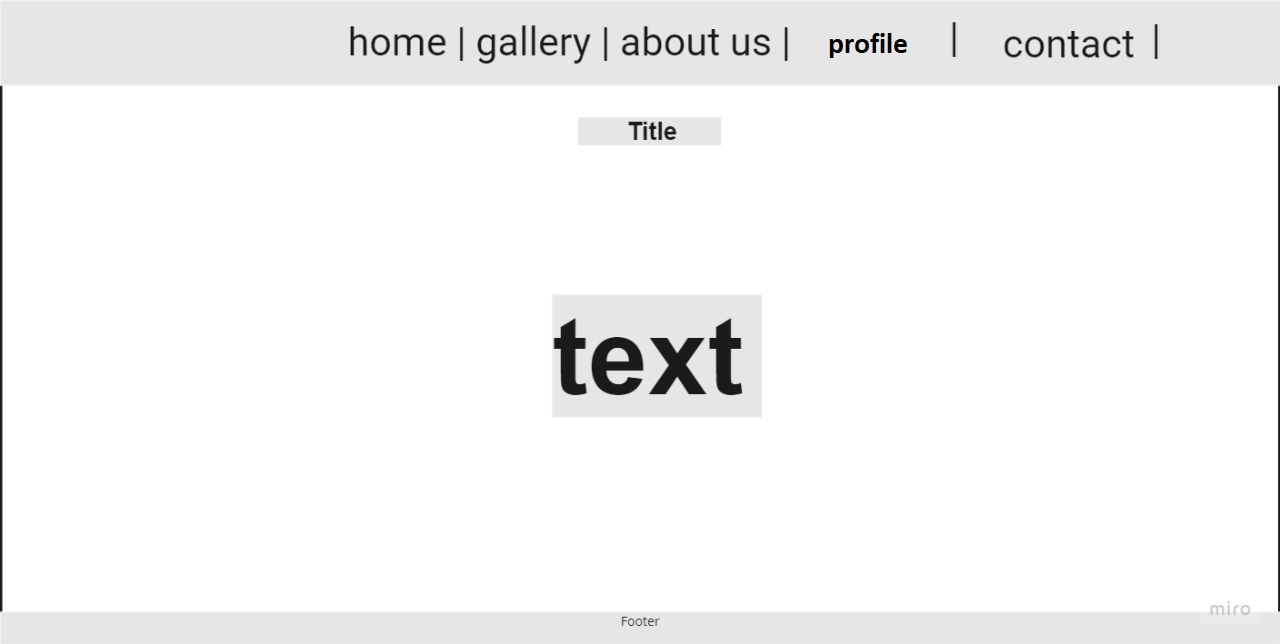 home | gallery | about us | profile | contact |
Title
text
miro
Footer